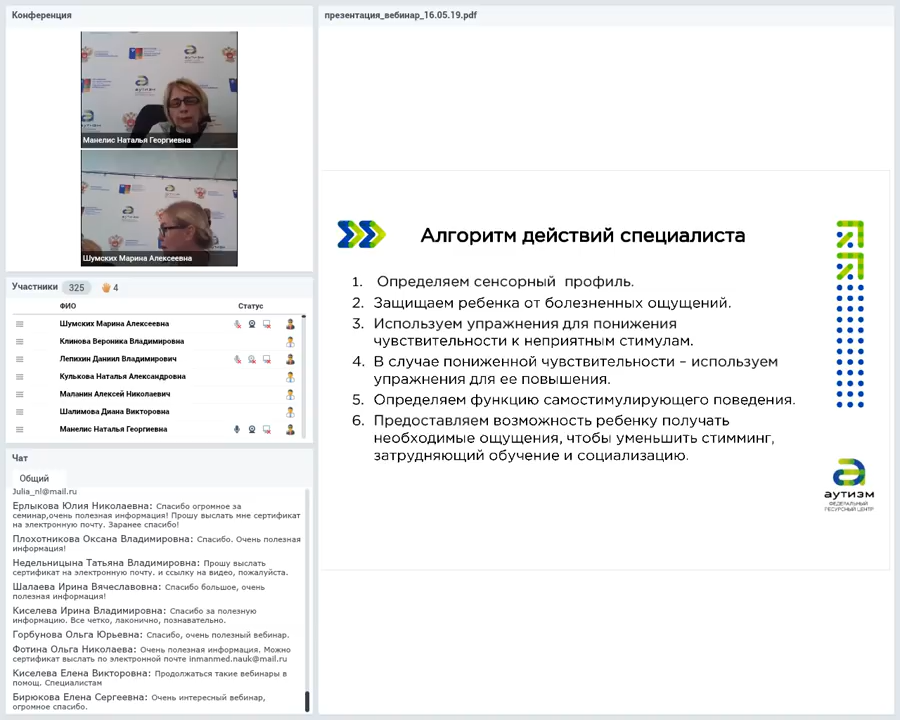 Конференция
Манелис Наталья Георгиевна
Шумских Марина Алексеевна
Участники 325 4
ФИО Статус
Шумских Марина Алексеевна
Клинова Вероника Владимировна
Лепихин Даниил Владимирович
Кулькова Наталья Александровна
Маланин Алексей Николаевич
Шалимова Диана Викторовна
Манелис Наталья Георгиевна
Чат
Общий
Julia_nl@mail.ru
Ерлыкова Юлия Николаевна: Спасибо огромное за
семинар,очень полезная информация! Прошу выслать мне сертификат
на электронную почту. Заранее спасибо!
Плохотникова Оксана Владимировна: Спасибо. Очень полезная
информация!
Недельницына Татьяна Владимировна: Прошу выслать
сертификат на электронную почту. и ссылку на видео, пожалуйста.
Шалаева Ирина Вячеславовна: Спасибо большое, очень
полезная информация!
Киселева Ирина Владимировна: Спасибо за полезную
информацию. Все четко, лаконично, познавательно.
Горбунова Ольга Юрьевна: Спасибо, очень полезный вебинар.
Фотина Ольга Николаева: Очень полезная информация. Можно
сертификат выслать по электронной почте inmanmed.nauk@mail.ru
Киселева Елена Викторовна: Продолжаться такие вебинары в
помощ. Специалистам
Бирюкова Елена Сергеевна: Очень интересный вебинар,
огромное спасибо.
презентация_вебинар_16.05.19.pdf
Алгоритм действий специалиста
1. Определяем сенсорный профиль.
2. Защищаем ребенка от болезненных ощущений.
3. Используем упражнения для понижения
чувствительности к неприятным стимулам.
4. В случае пониженной чувствительности – используем
упражнения для ее повышения.
5. Определяем функцию самостимулирующего поведения.
6. Предоставляем возможность ребенку получать
необходимые ощущения, чтобы уменьшить стимминг,
затрудняющий обучение и социализацию.
аутизм
ФЕДЕРАЛЬНЫЙ
РЕСУРСНЫЙ ЦЕНТР